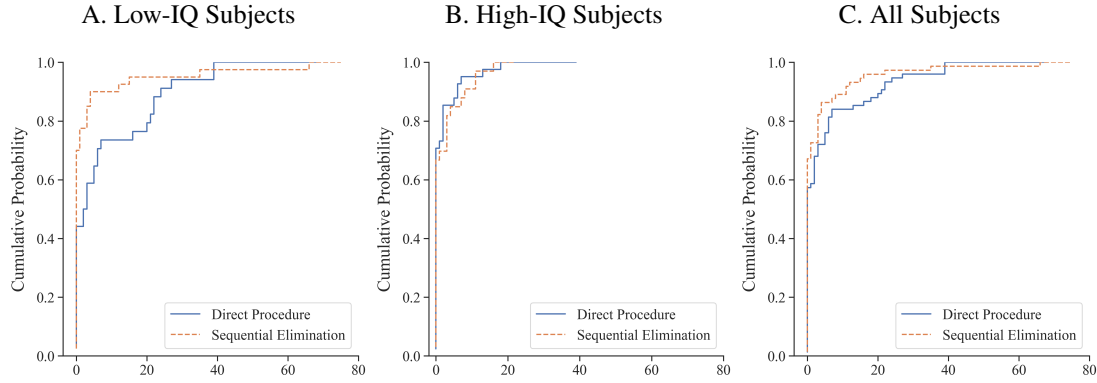 A. Low-IQ Subjects
Cumulative Probability
1.0
0.8
0.6
0.4
0.2
0.0
0 20 40 60 80
Direct Procedure
Sequential Elimination
B. High-IQ Subjects
Cumulative Probability
1.0
0.8
0.6
0.4
0.2
0.0
0 20 40 60 80
Direct Procedure
Sequential Elimination
C. All Subjects
Cumulative Probability
1.0
0.8
0.6
0.4
0.2
0.0
0 20 40 60 80
Direct Procedure
Sequential Elimination